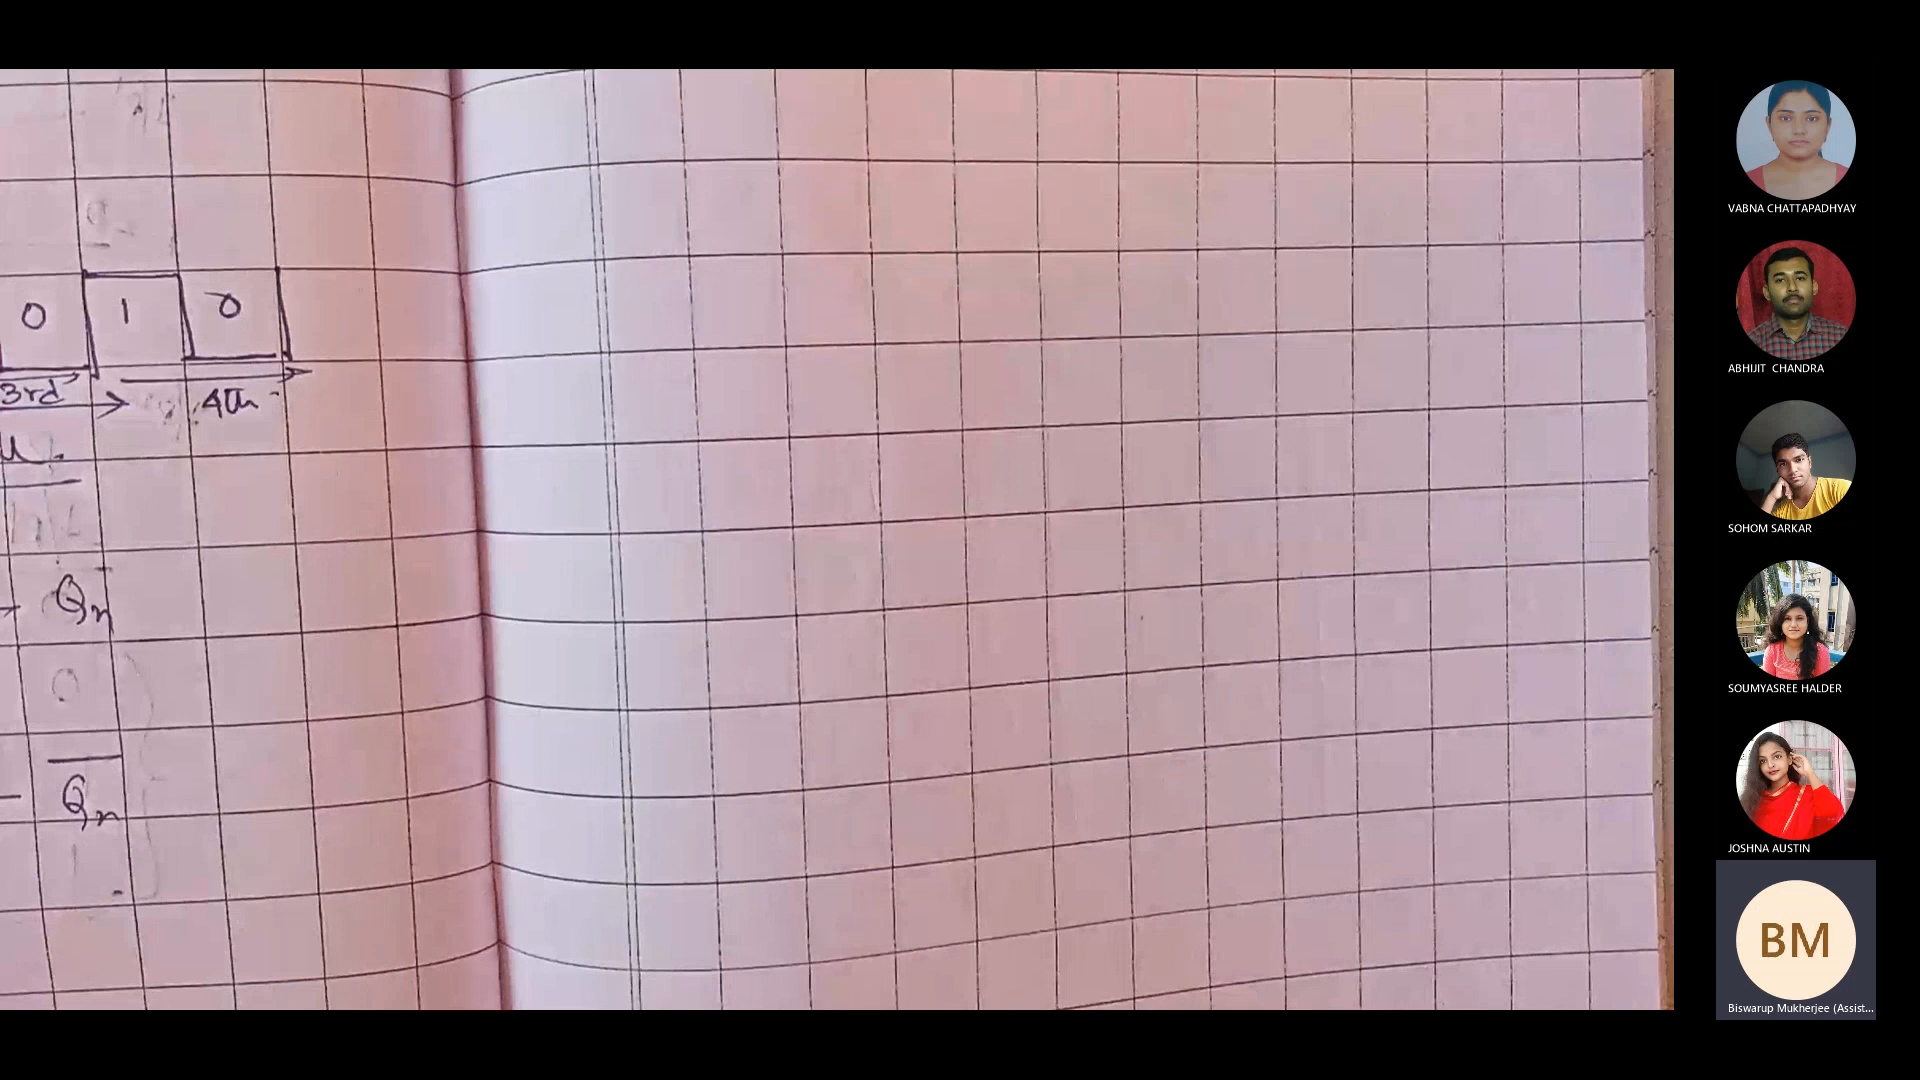 0 1 0
3rd 4th
Qn
Qn
VABNA CHATTAPADHYAY
ABHIJIT CHANDRA
SOHOM SARKAR
SOUMYASREE HALDER
JOSHNA AUSTIN
BM
Biswarup Mukherjee (Assist...